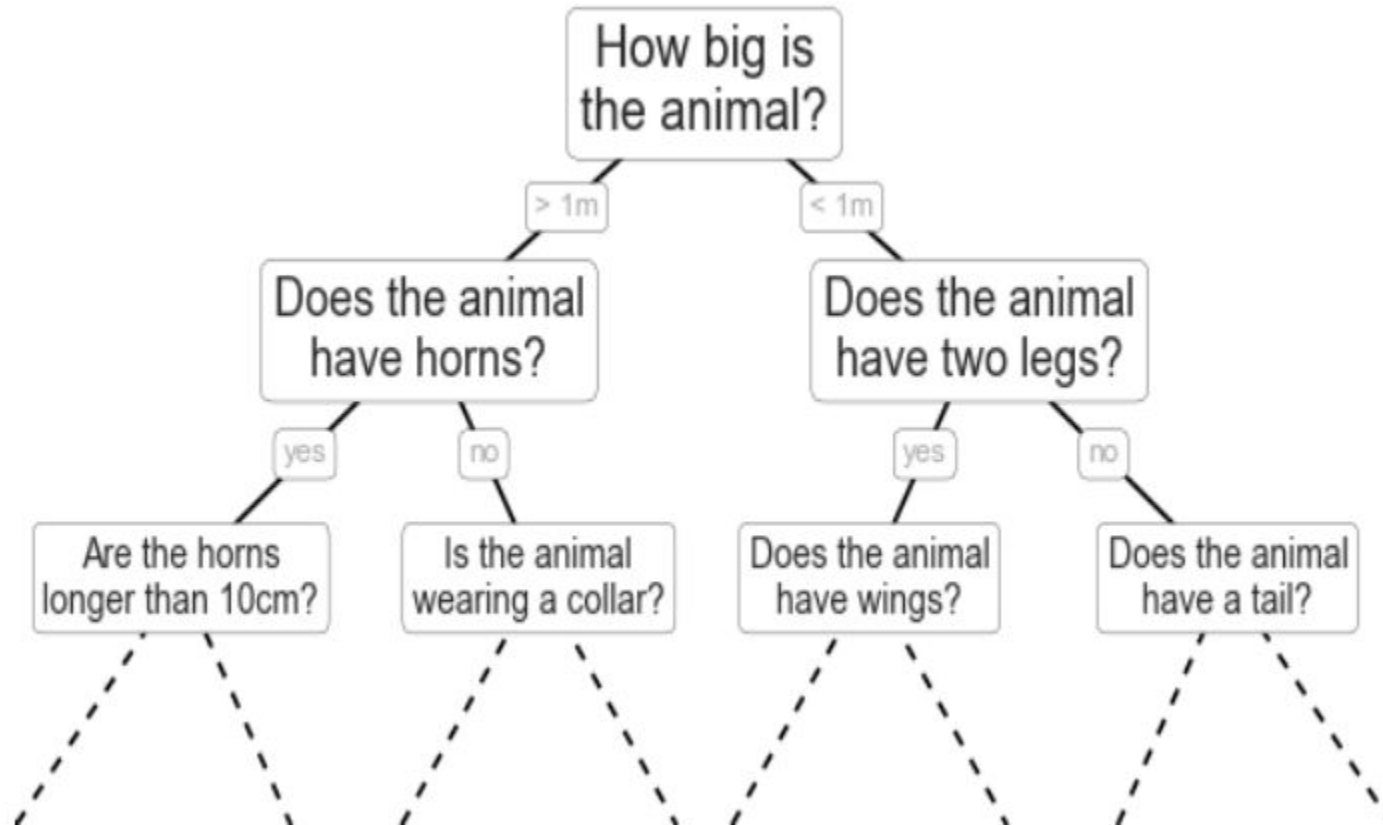 How big is
the animal?
> 1m
< 1m
Does the animal
have horns?
Does the animal
have two legs?
yes
no
yes
no
Are the horns
longer than 10cm?
Is the animal
wearing a collar?
Does the animal
have wings?
Does the animal
have a tail?